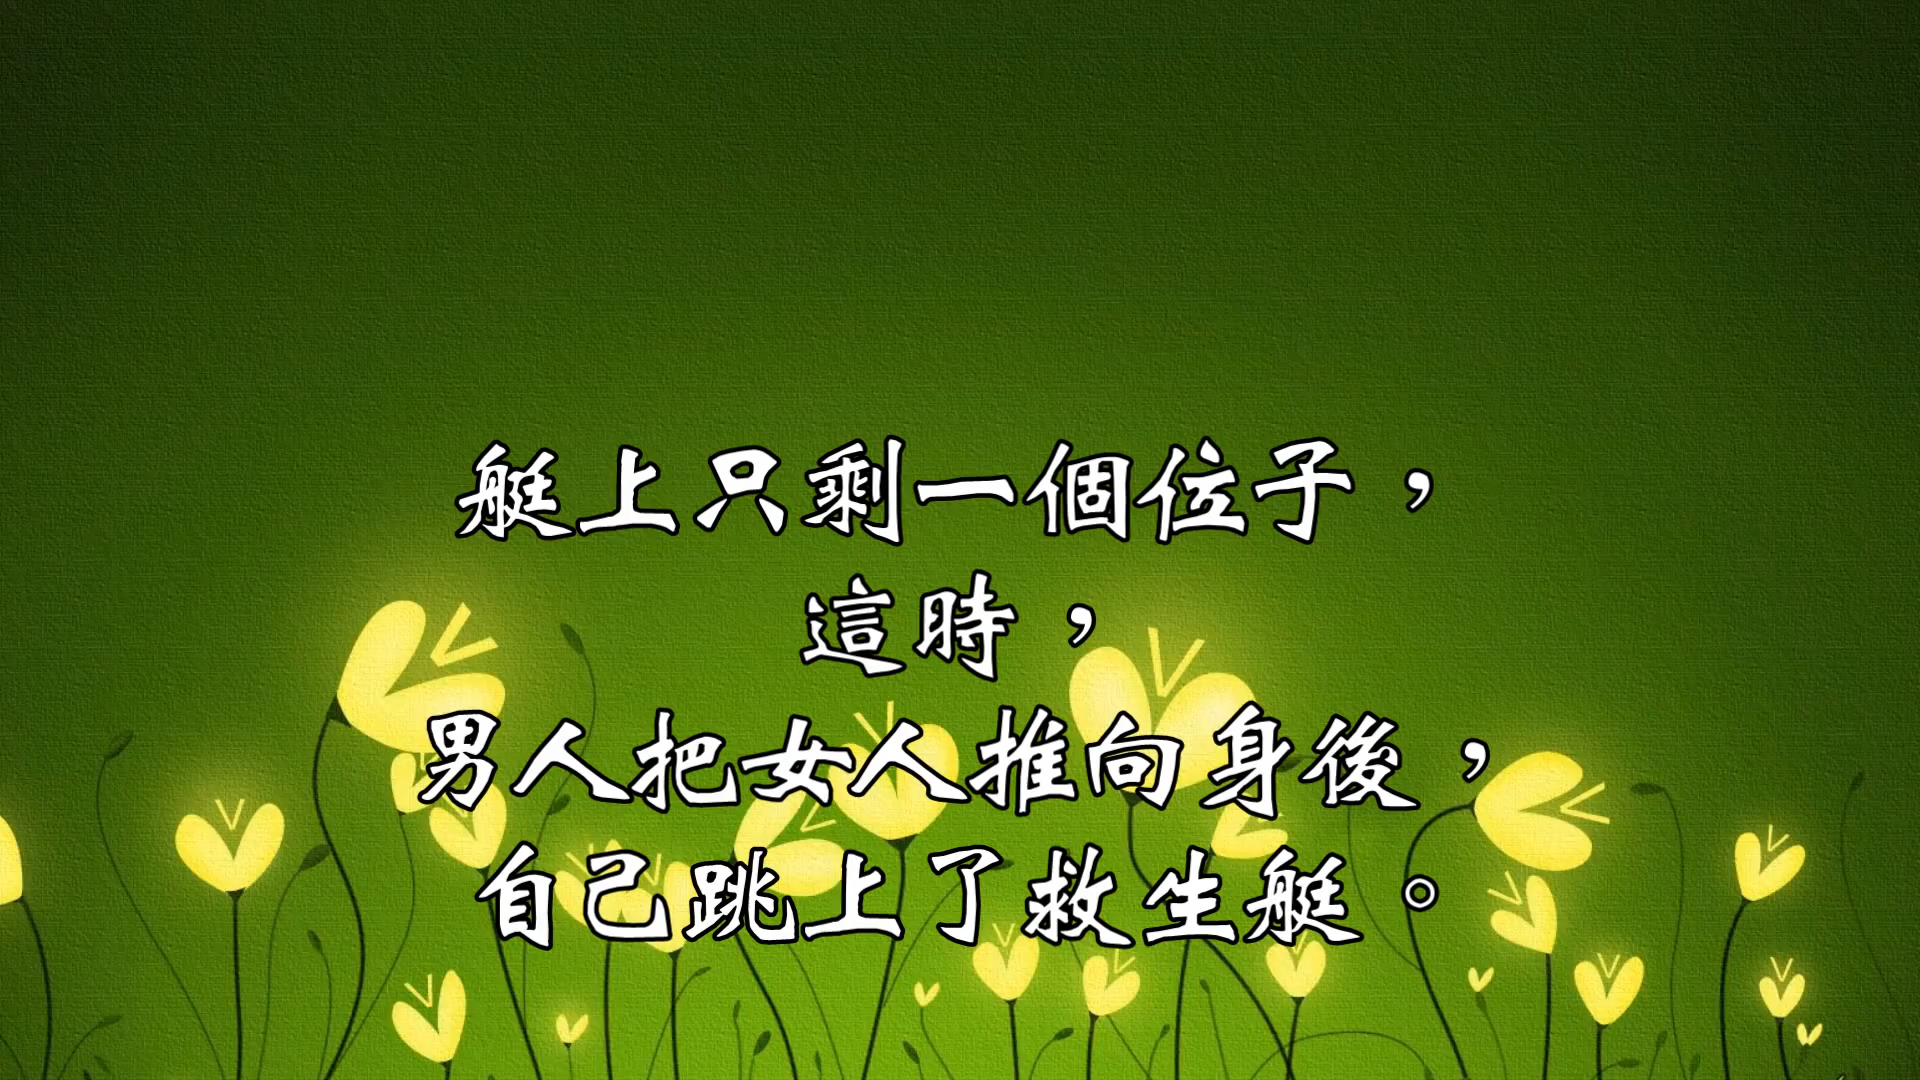 艇上只剩一個位子，
這時，
男人把女人推向身後，
自己跳上了救生艇。